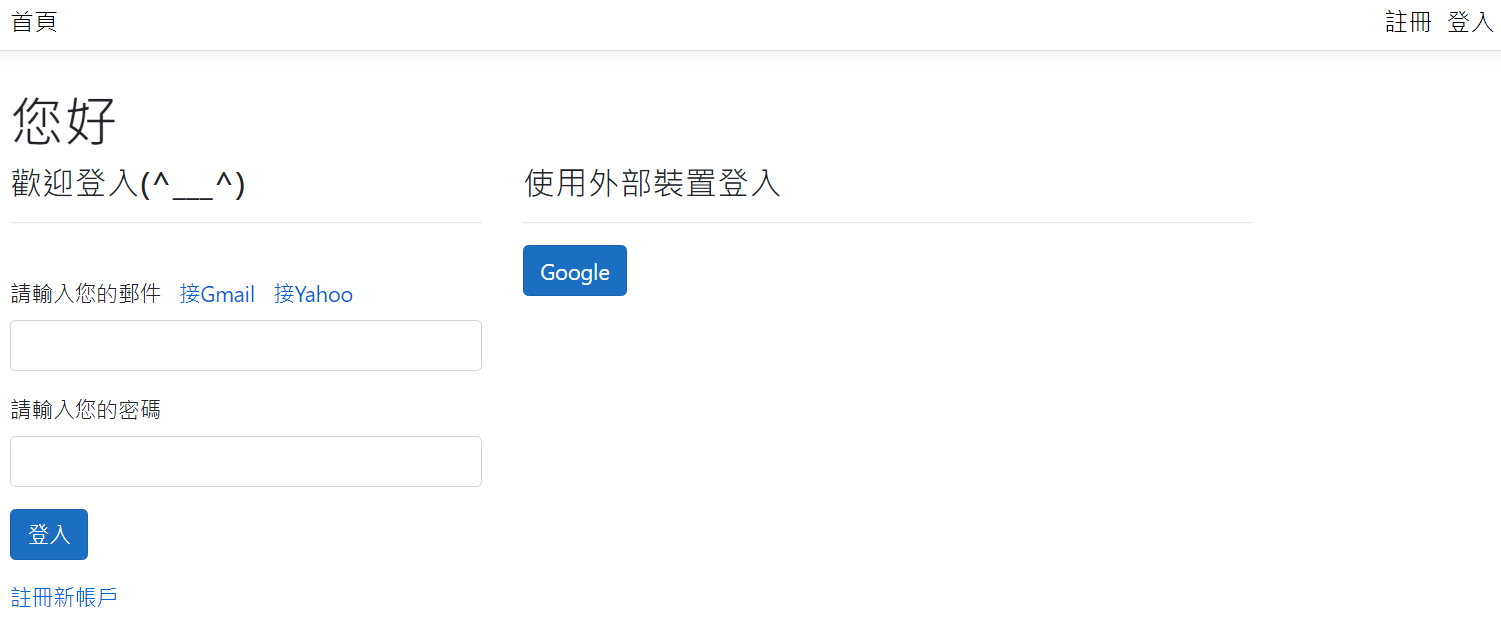 首頁 註冊 登入
您好
歡迎登入(^___^)
請輸入您的郵件 接Gmail 接Yahoo
請輸入您的密碼
登入
註冊新帳戶
使用外部裝置登入
Google